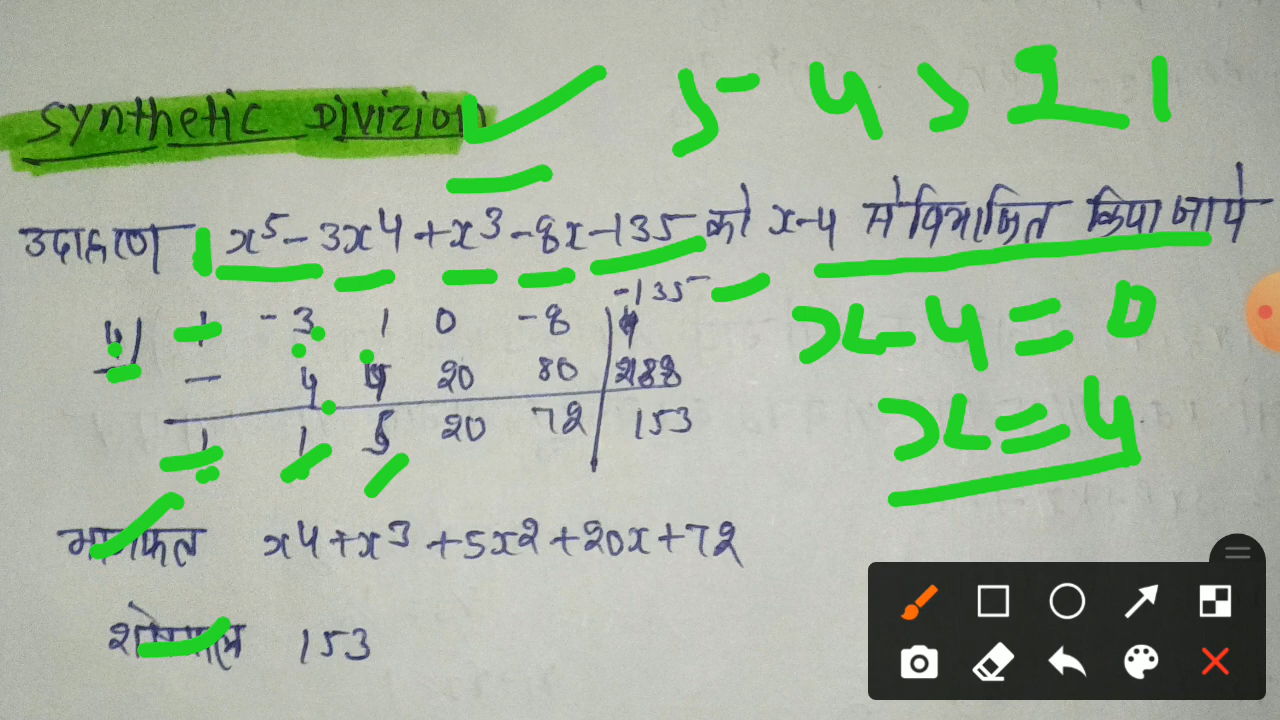 Synthetic Divizion
5 4 3 2 1
उदाहरण x5 - 3x4 + x3 - 8x - 135 को x-4 से विभाजित किया जाये
-135
4 1 -3 1 0 -8
x-4=0
- 4 4 20 80 288
x=4
1 1 5 20 72 153
भागफल x4+x3+5x2+20x+72
शेषफल 153